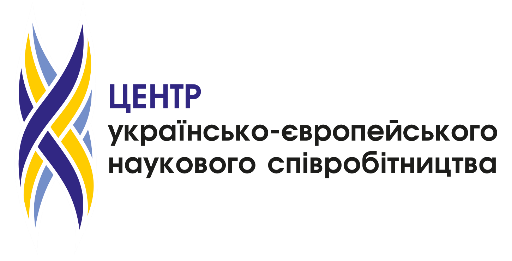 ЦЕНТР
українсько-європейського
наукового співробітництва